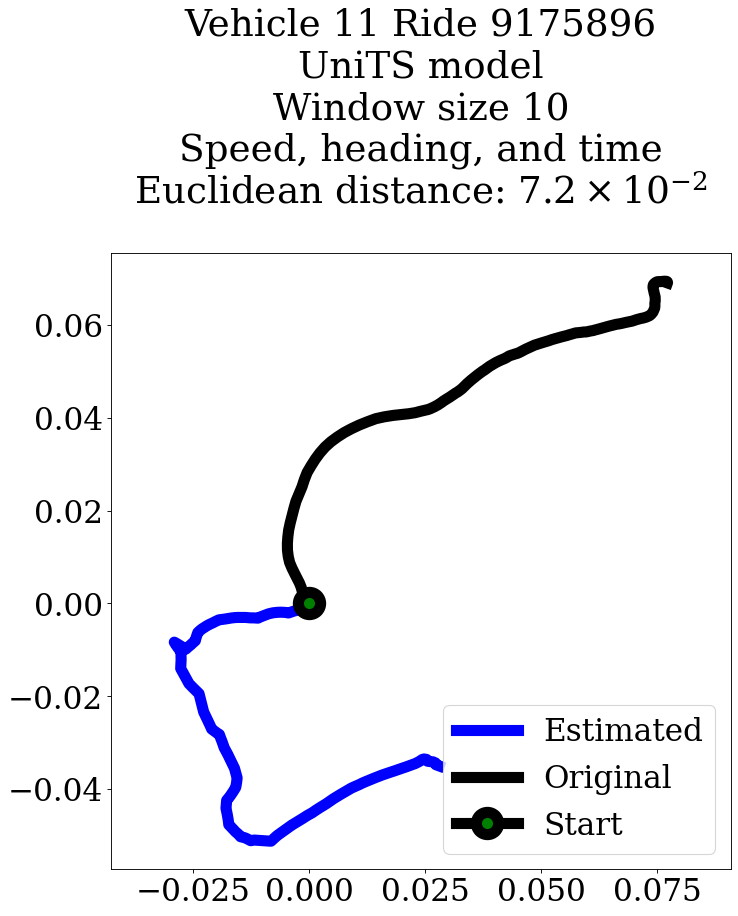 Vehicle 11 Ride 9175896
UniTS model
Window size 10
Speed, heading, and time
Euclidean distance: 7.2 × 10⁻²
0.06
0.04
0.02
0.00
−0.02
−0.04
Estimated
Original
Start
−0.025 0.000 0.025 0.050 0.075